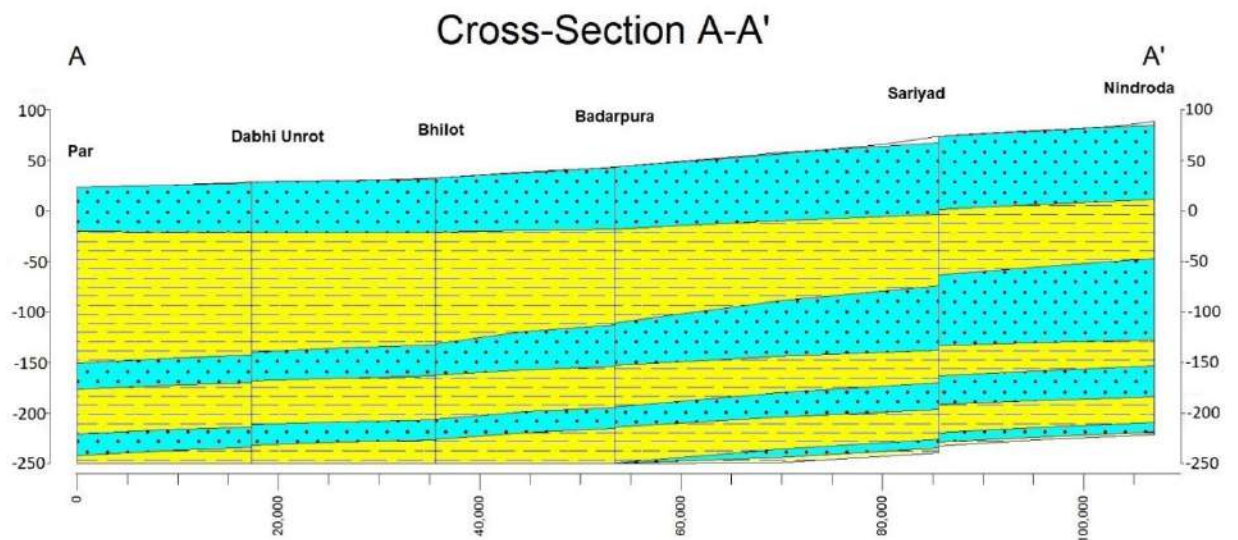 Cross-Section A-A'
A A'
Par
Dabhi Unrot
Bhilot
Badarpura
Sariyad
Nindroda
100 100
50 50
0 0
-50 -50
-100 -100
-150 -150
-200 -200
-250 -250
0 20,000 40,000 60,000 80,000 100,000